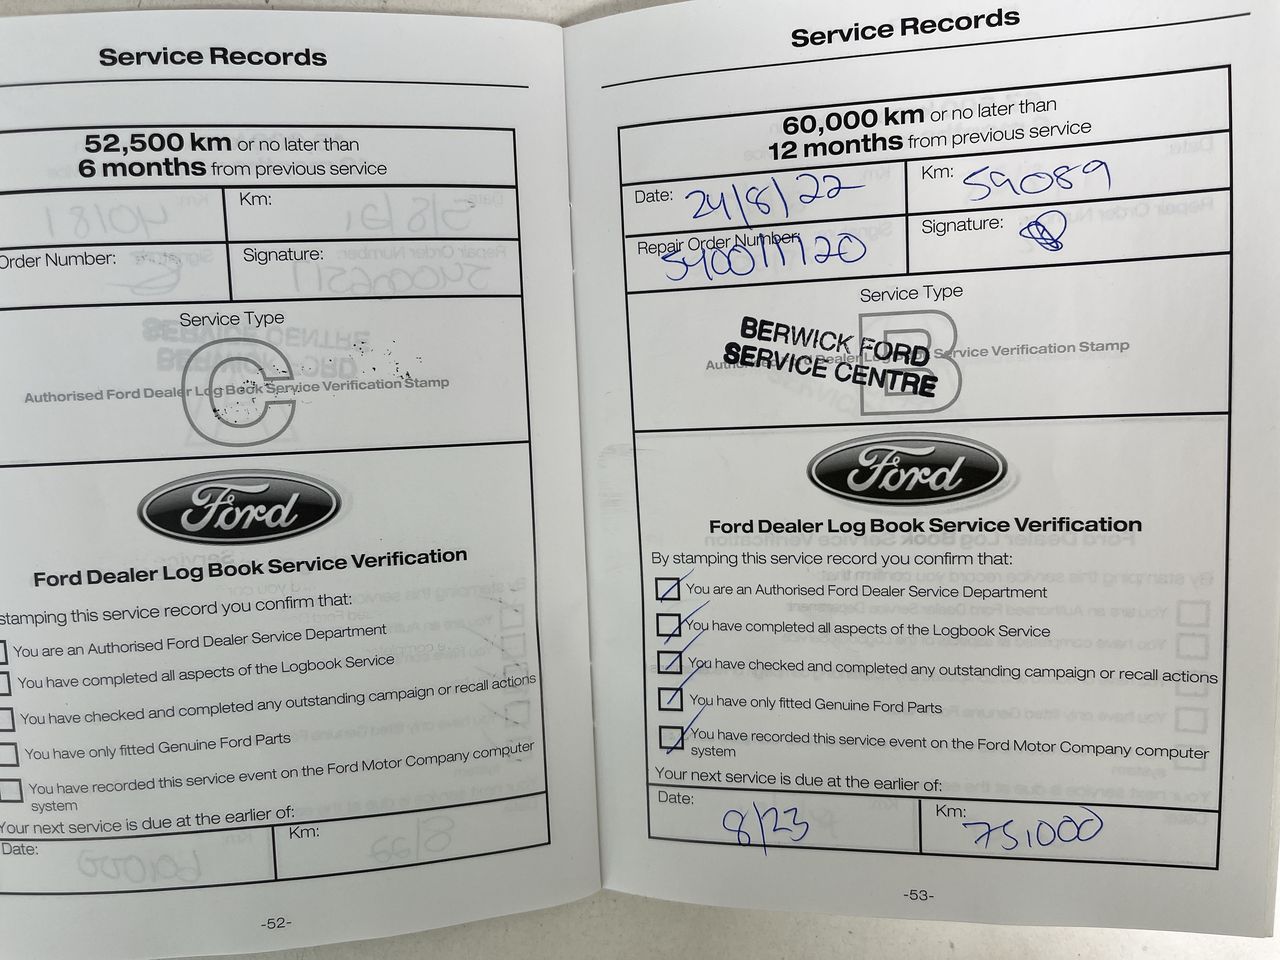 Service Records
52,500 km or no later than
6 months from previous service
Km:
Order Number:
Signature:
Service Type
C
Authorised Ford Dealer Log Book Service Verification Stamp
Ford
Ford Dealer Log Book Service Verification
stamping this service record you confirm that:
You are an Authorised Ford Dealer Service Department
You have completed all aspects of the Logbook Service
You have checked and completed any outstanding campaign or recall actions
You have only fitted Genuine Ford Parts
You have recorded this service event on the Ford Motor Company computer
system
Your next service is due at the earlier of:
Date:
Km:
-52-
Service Records
60,000 km or no later than
12 months from previous service
Date: 24/8/22
Km: 59089
Repair Order Number:
540011120
Signature:
Service Type
B
BERWICK FORD
SERVICE CENTRE
Service Verification Stamp
Ford
Ford Dealer Log Book Service Verification
By stamping this service record you confirm that:
You are an Authorised Ford Dealer Service Department
You have completed all aspects of the Logbook Service
You have checked and completed any outstanding campaign or recall actions
You have only fitted Genuine Ford Parts
You have recorded this service event on the Ford Motor Company computer
system
Your next service is due at the earlier of:
Date: 8/23
Km: 75,000
-53-